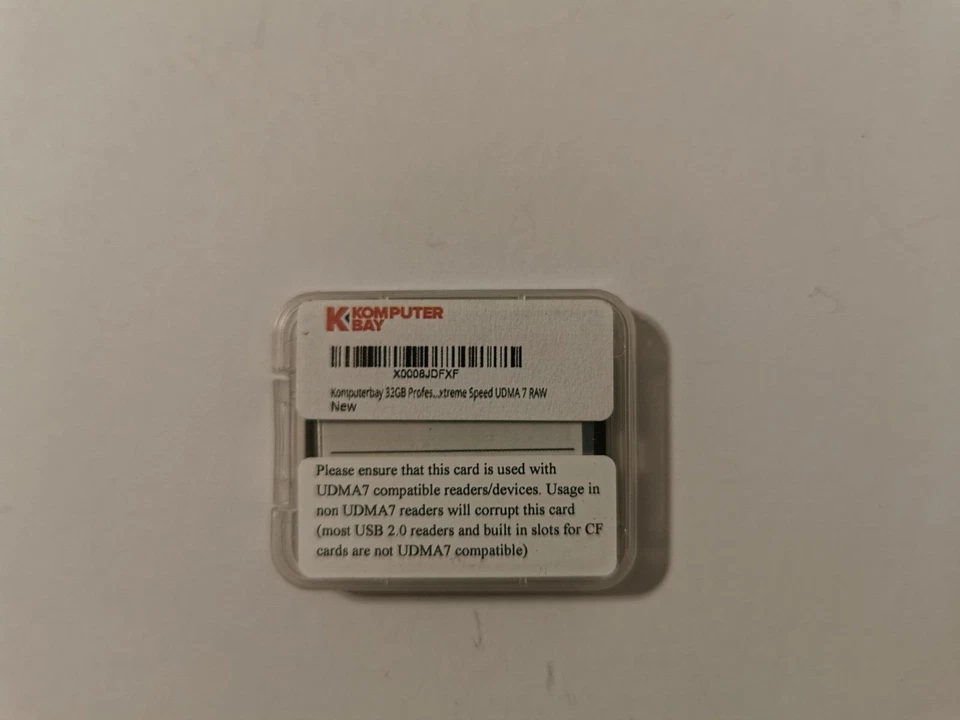 KOMPUTER
BAY
X0008JDFXF
Komputerbay 32GB Profes...xtreme Speed UDMA 7 RAW
New
Please ensure that this card is used with
UDMA7 compatible readers/devices. Usage in
non UDMA7 readers will corrupt this card
(most USB 2.0 readers and built in slots for CF
cards are not UDMA7 compatible)